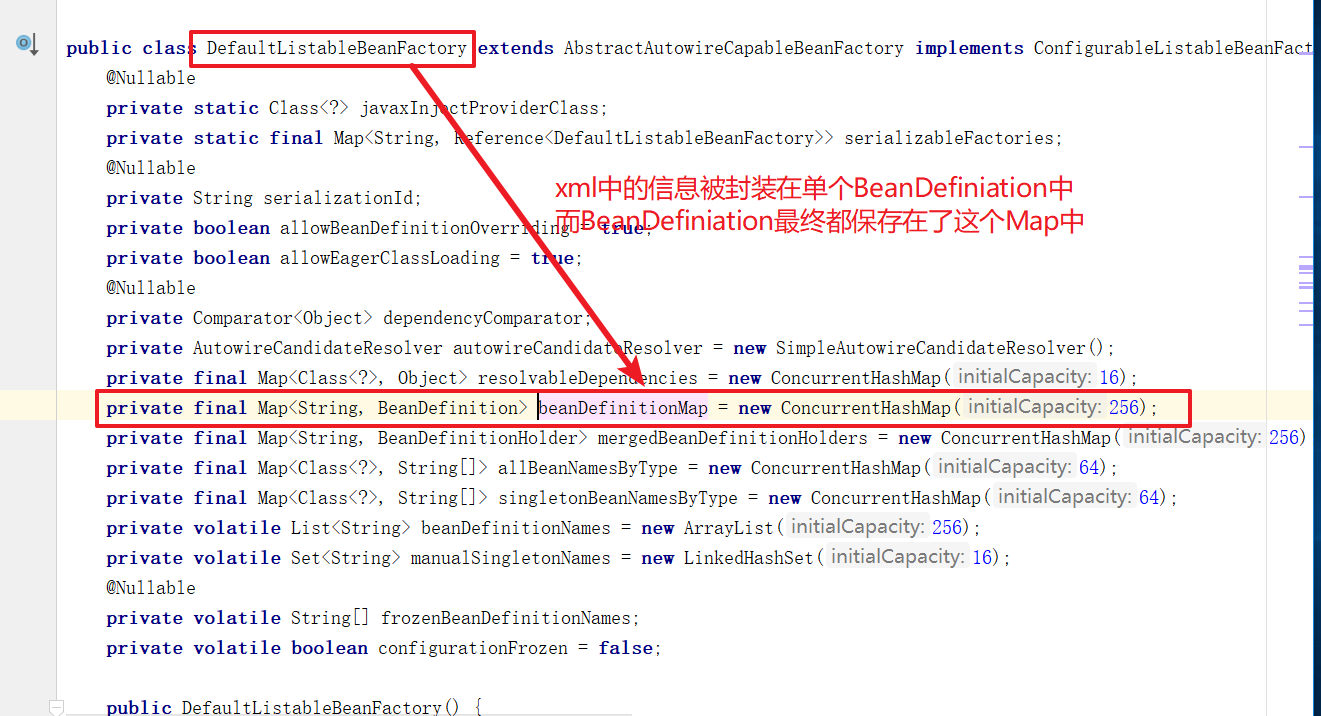 public class DefaultListableBeanFactory extends AbstractAutowireCapableBeanFactory implements ConfigurableListableBeanFact
@Nullable
private static Class<?> javaxInjectProviderClass;
private static final Map<String, Reference<DefaultListableBeanFactory>> serializableFactories;
@Nullable
xml中的信息被封装在单个BeanDefiniation中
private String serializationId;
而BeanDefiniation最终都保存在了这个Map中
private boolean allowBeanDefinitionOverriding = true;
private boolean allowEagerClassLoading = true;
@Nullable
private Comparator<Object> dependencyComparator;
private AutowireCandidateResolver autowireCandidateResolver = new SimpleAutowireCandidateResolver();
private final Map<Class<?>, Object> resolvableDependencies = new ConcurrentHashMap( initialCapacity: 16);
private final Map<String, BeanDefinition> beanDefinitionMap = new ConcurrentHashMap( initialCapacity: 256);
private final Map<String, BeanDefinitionHolder> mergedBeanDefinitionHolders = new ConcurrentHashMap( initialCapacity: 256)
private final Map<Class<?>, String[]> allBeanNamesByType = new ConcurrentHashMap( initialCapacity: 64);
private final Map<Class<?>, String[]> singletonBeanNamesByType = new ConcurrentHashMap( initialCapacity: 64);
private volatile List<String> beanDefinitionNames = new ArrayList( initialCapacity: 256);
private volatile Set<String> manualSingletonNames = new LinkedHashSet( initialCapacity: 16);
@Nullable
private volatile String[] frozenBeanDefinitionNames;
private volatile boolean configurationFrozen = false;
public DefaultListableBeanFactory() {